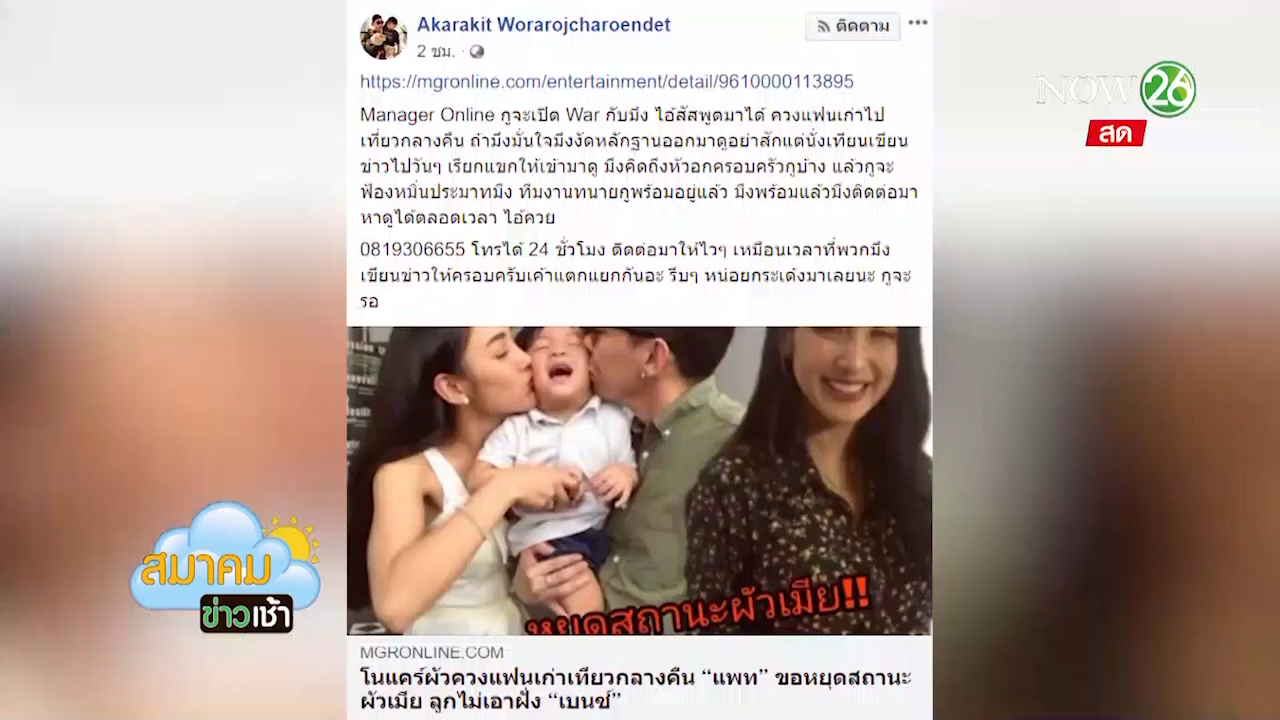 Akarakit Worarojcharoendet
ติดตาม
2 ชม.
https://mgronline.com/entertainment/detail/9610000113895
Manager Online กูจะเปิด War กับมึง ไอ้สัสพูดมาได้ ควงแฟนเก่าไป
เที่ยวกลางคืน ถ้ามึงมั่นใจมึงงัดหลักฐานออกมาดูอย่าสักแต่นั่งเทียนเขียน
ข่าวไปวันๆ เรียกแขกให้เข้ามาดู มึงคิดถึงหัวอกครอบครัวกูบ้าง แล้วกูจะ
ฟ้องหมิ่นประมาทมึง ทีมงานทนายกูพร้อมอยู่แล้ว มึงพร้อมแล้วมึงติดต่อมา
หาดูได้ตลอดเวลา ไอ้ควย
0819306655 โทรได้ 24 ชั่วโมง ติดต่อมาให้ไวๆ เหมือนเวลาที่พวกมึง
เขียนข่าวให้ครอบครับเค้าแตกแยกกันอะ รีบๆ หน่อยกระเด้งมาเลยนะ กูจะ
รอ
NOW 26
สด
หยุดสถานะผัวเมีย!!
สมาคม
ข่าวเช้า
MGRONLINE.COM
โนแคร์ผัวควงแฟนเก่าเที่ยวกลางคืน “แพท” ขอหยุดสถานะ
ผัวเมีย ลูกไม่เอาฝั่ง “เบนซ์”